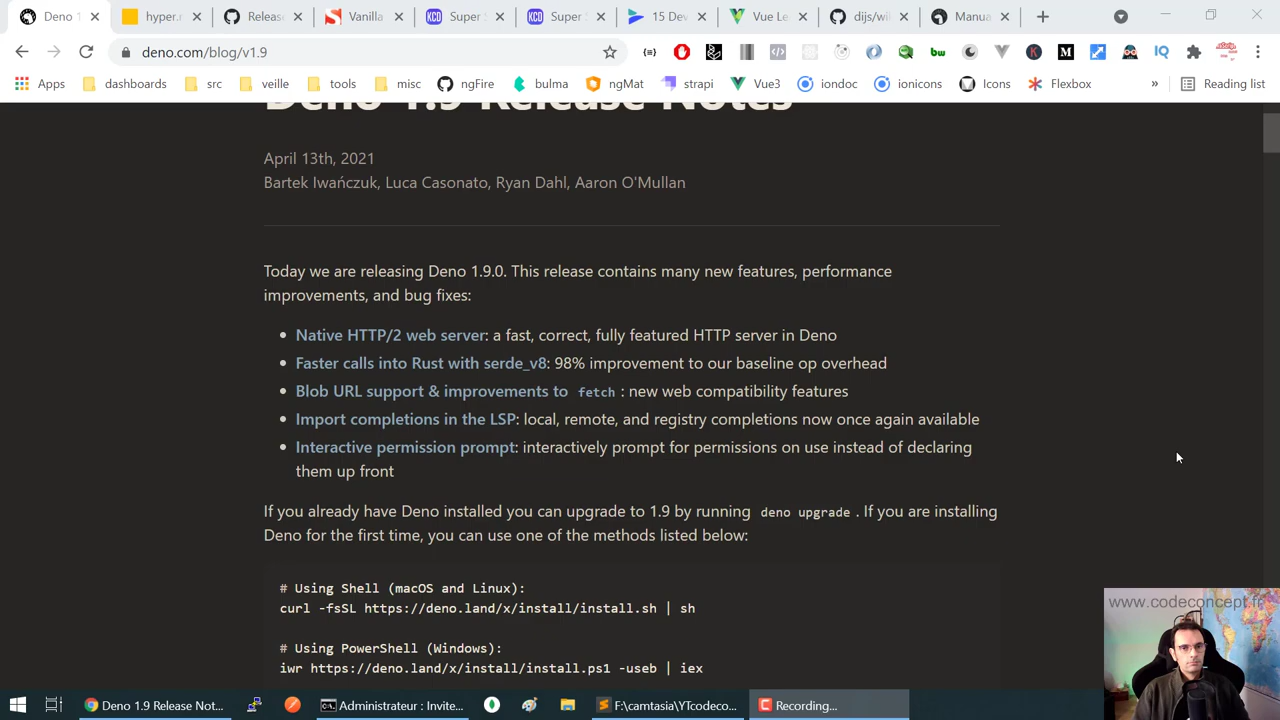 Deno 1
hyper.r
Release
Vanilla
Super S
Super S
15 Dev
Vue Le
dijs/wil
Manua
deno.com/blog/v1.9
Apps
dashboards
src
veille
tools
misc
ngFire
bulma
ngMat
strapi
Vue3
iondoc
ionicons
Icons
Flexbox
»
Reading list
Deno 1.9 Release Notes
April 13th, 2021
Bartek Iwańczuk, Luca Casonato, Ryan Dahl, Aaron O'Mullan
Today we are releasing Deno 1.9.0. This release contains many new features, performance
improvements, and bug fixes:
• Native HTTP/2 web server: a fast, correct, fully featured HTTP server in Deno
• Faster calls into Rust with serde_v8: 98% improvement to our baseline op overhead
• Blob URL support & improvements to fetch : new web compatibility features
• Import completions in the LSP: local, remote, and registry completions now once again available
• Interactive permission prompt: interactively prompt for permissions on use instead of declaring
them up front
If you already have Deno installed you can upgrade to 1.9 by running deno upgrade . If you are installing
Deno for the first time, you can use one of the methods listed below:
# Using Shell (macOS and Linux):
curl -fsSL https://deno.land/x/install/install.sh | sh
# Using PowerShell (Windows):
iwr https://deno.land/x/install/install.ps1 -useb | iex
www.codeconcept.fr
Deno 1.9 Release Not...
Administrateur : Invite...
F:\camtasia\YTcodeco...
Recording...